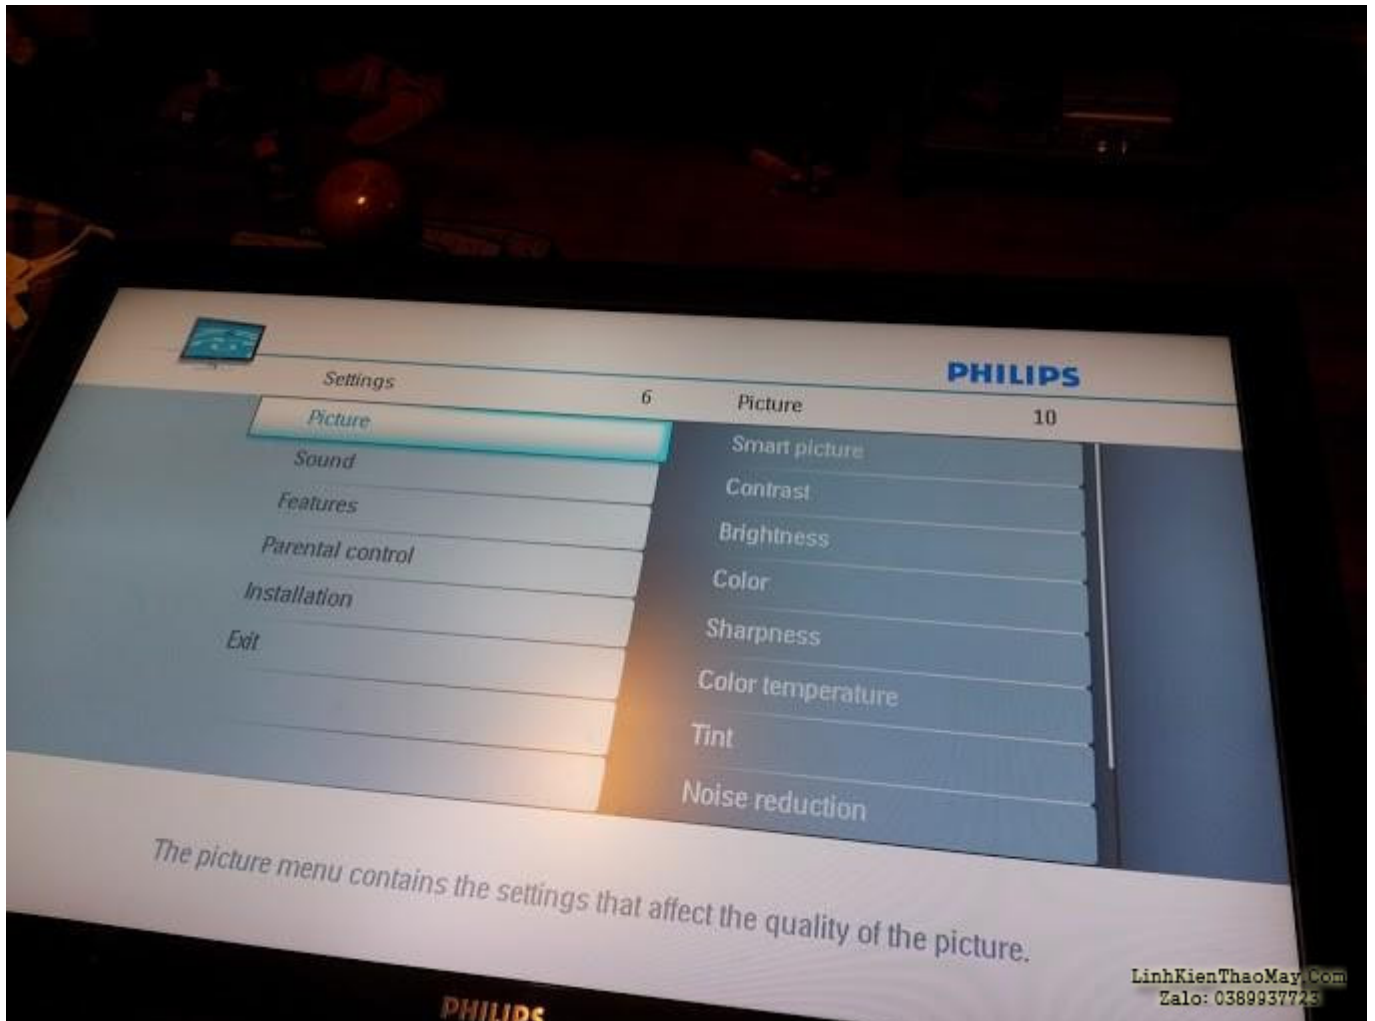 PHILIPS
Settings 6 Picture 10
Picture
Sound
Features
Parental control
Installation
Exit
Smart picture
Contrast
Brightness
Color
Sharpness
Color temperature
Tint
Noise reduction
The picture menu contains the settings that affect the quality of the picture.
PHILIPS
LinhKienThaoMay.Com
Zalo: 0389937723